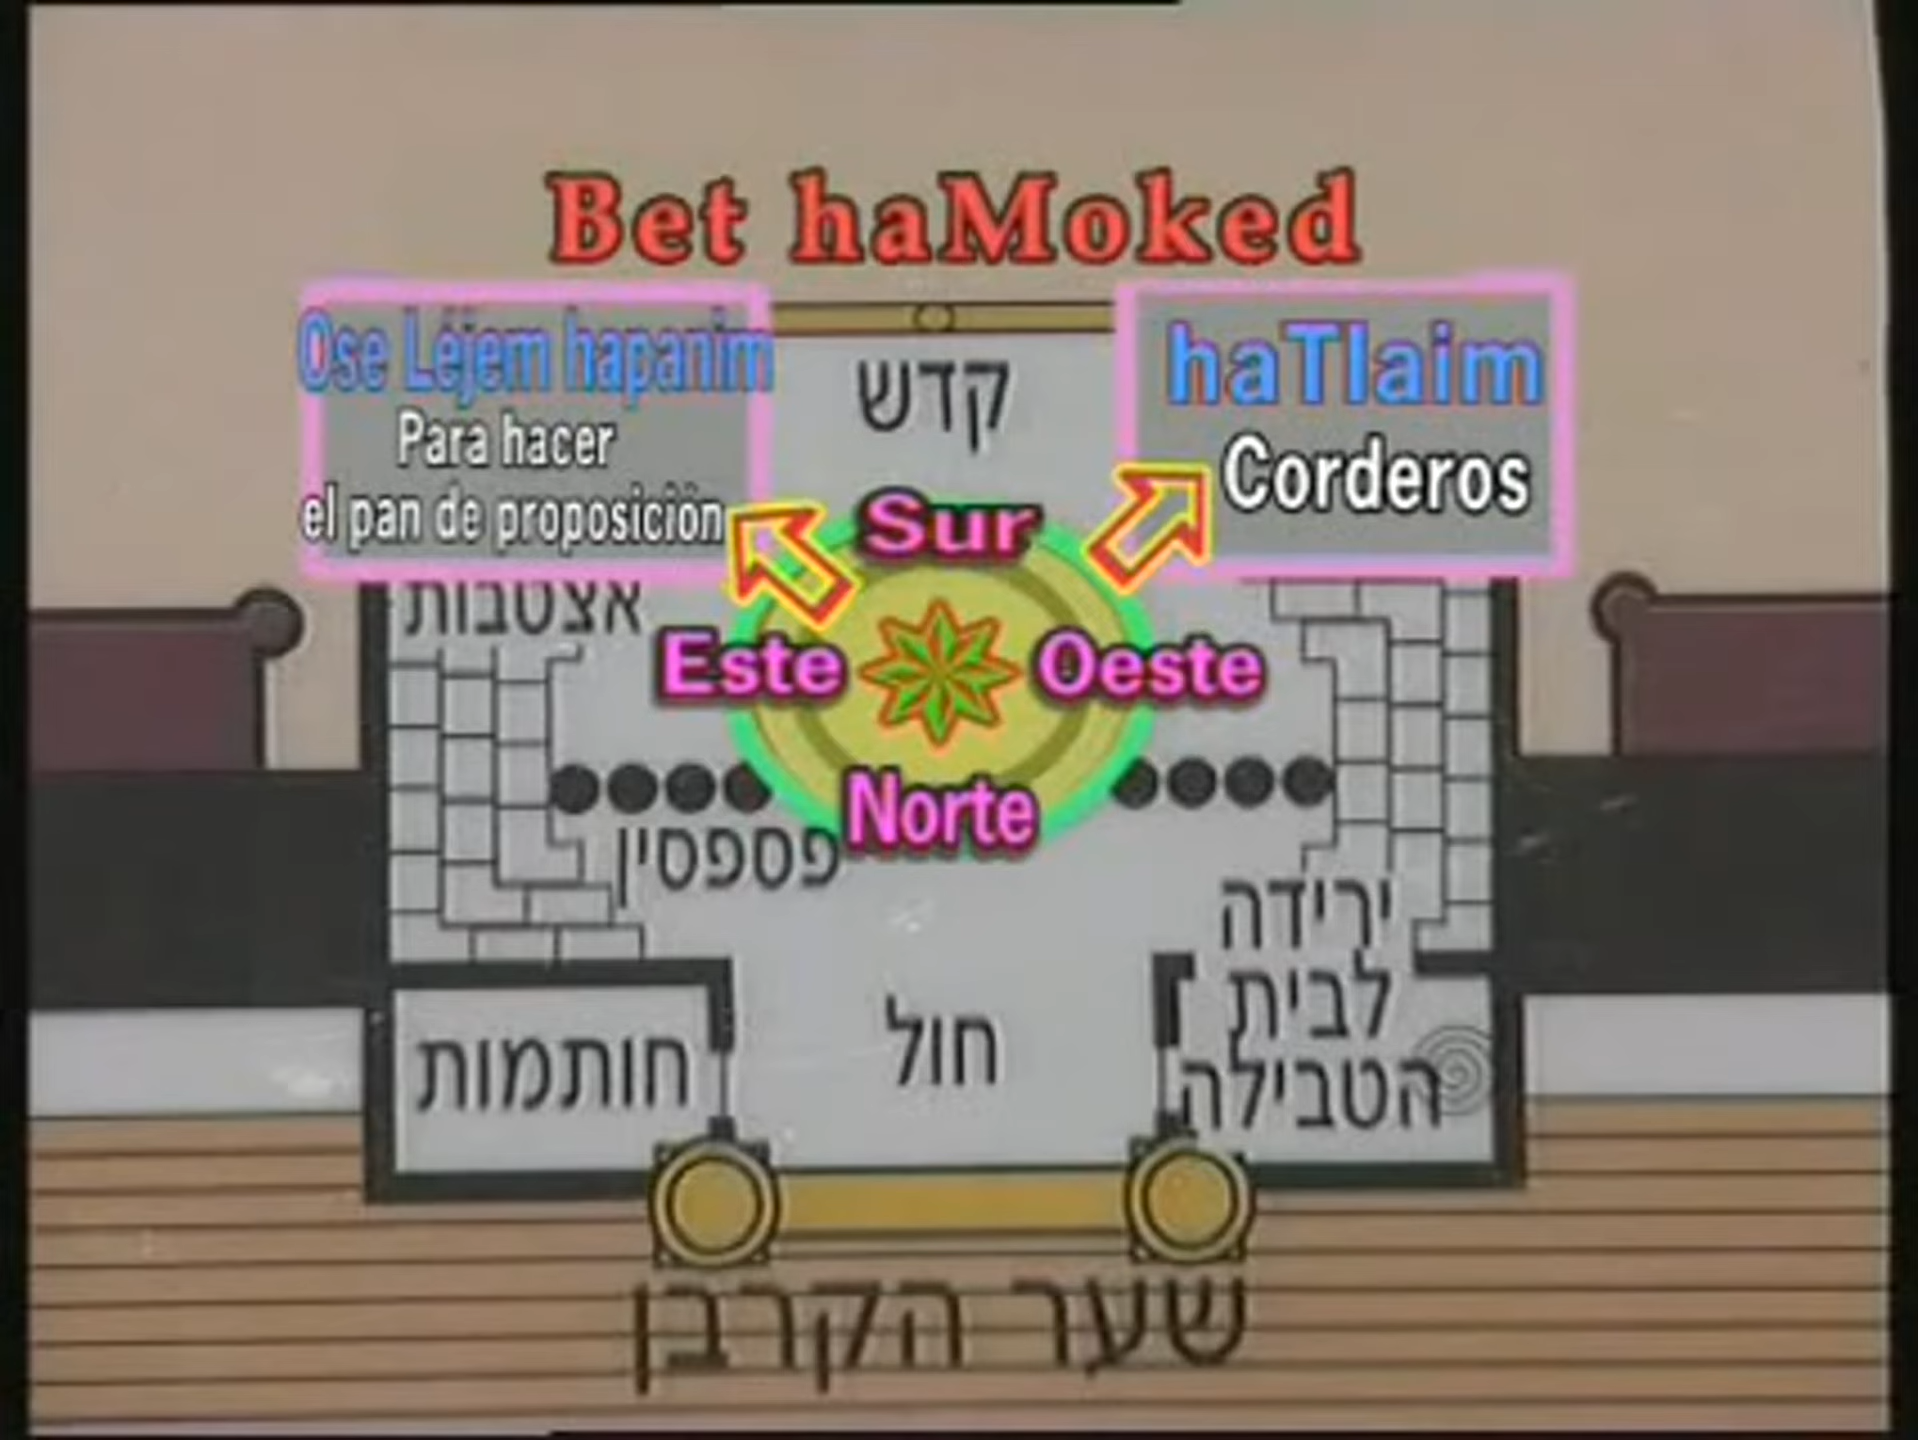 Bet haMoked
Ose Léjem hapanim
Para hacer
el pan de proposición
קדש
haTlaim
Corderos
Sur
אצטבות
Este
Oeste
Norte
פספסין
ירידה
לבית
הטבילה
חותמות
חול
שער הקרבן